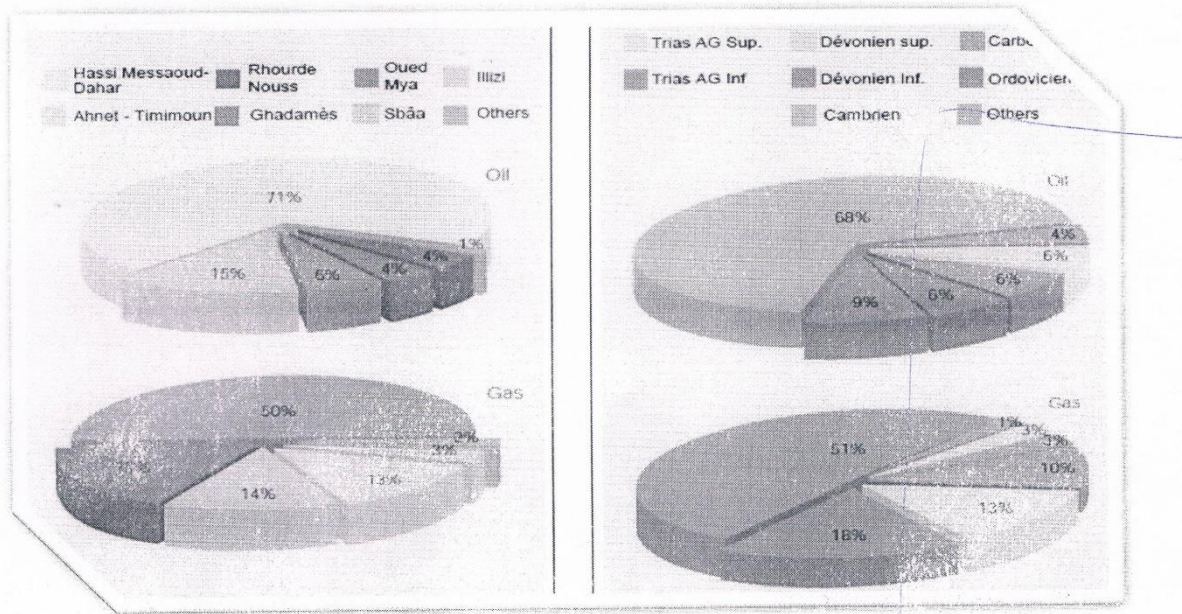 Hassi Messaoud-
Dahar
Rhourde
Nouss
Oued
Mya
Illizi
Ahnet - Timimoun
Ghadamès
Sbâa
Others
Oil
71%
15%
6%
4%
4%
1%
Gas
50%
2%
3%
13%
14%
Trias AG Sup.
Dévonien sup.
Trias AG Inf
Dévonien Inf.
Ordovicien
Cambrien
Others
Oil
68%
4%
6%
6%
6%
9%
Gas
51%
1%
3%
3%
10%
13%
18%